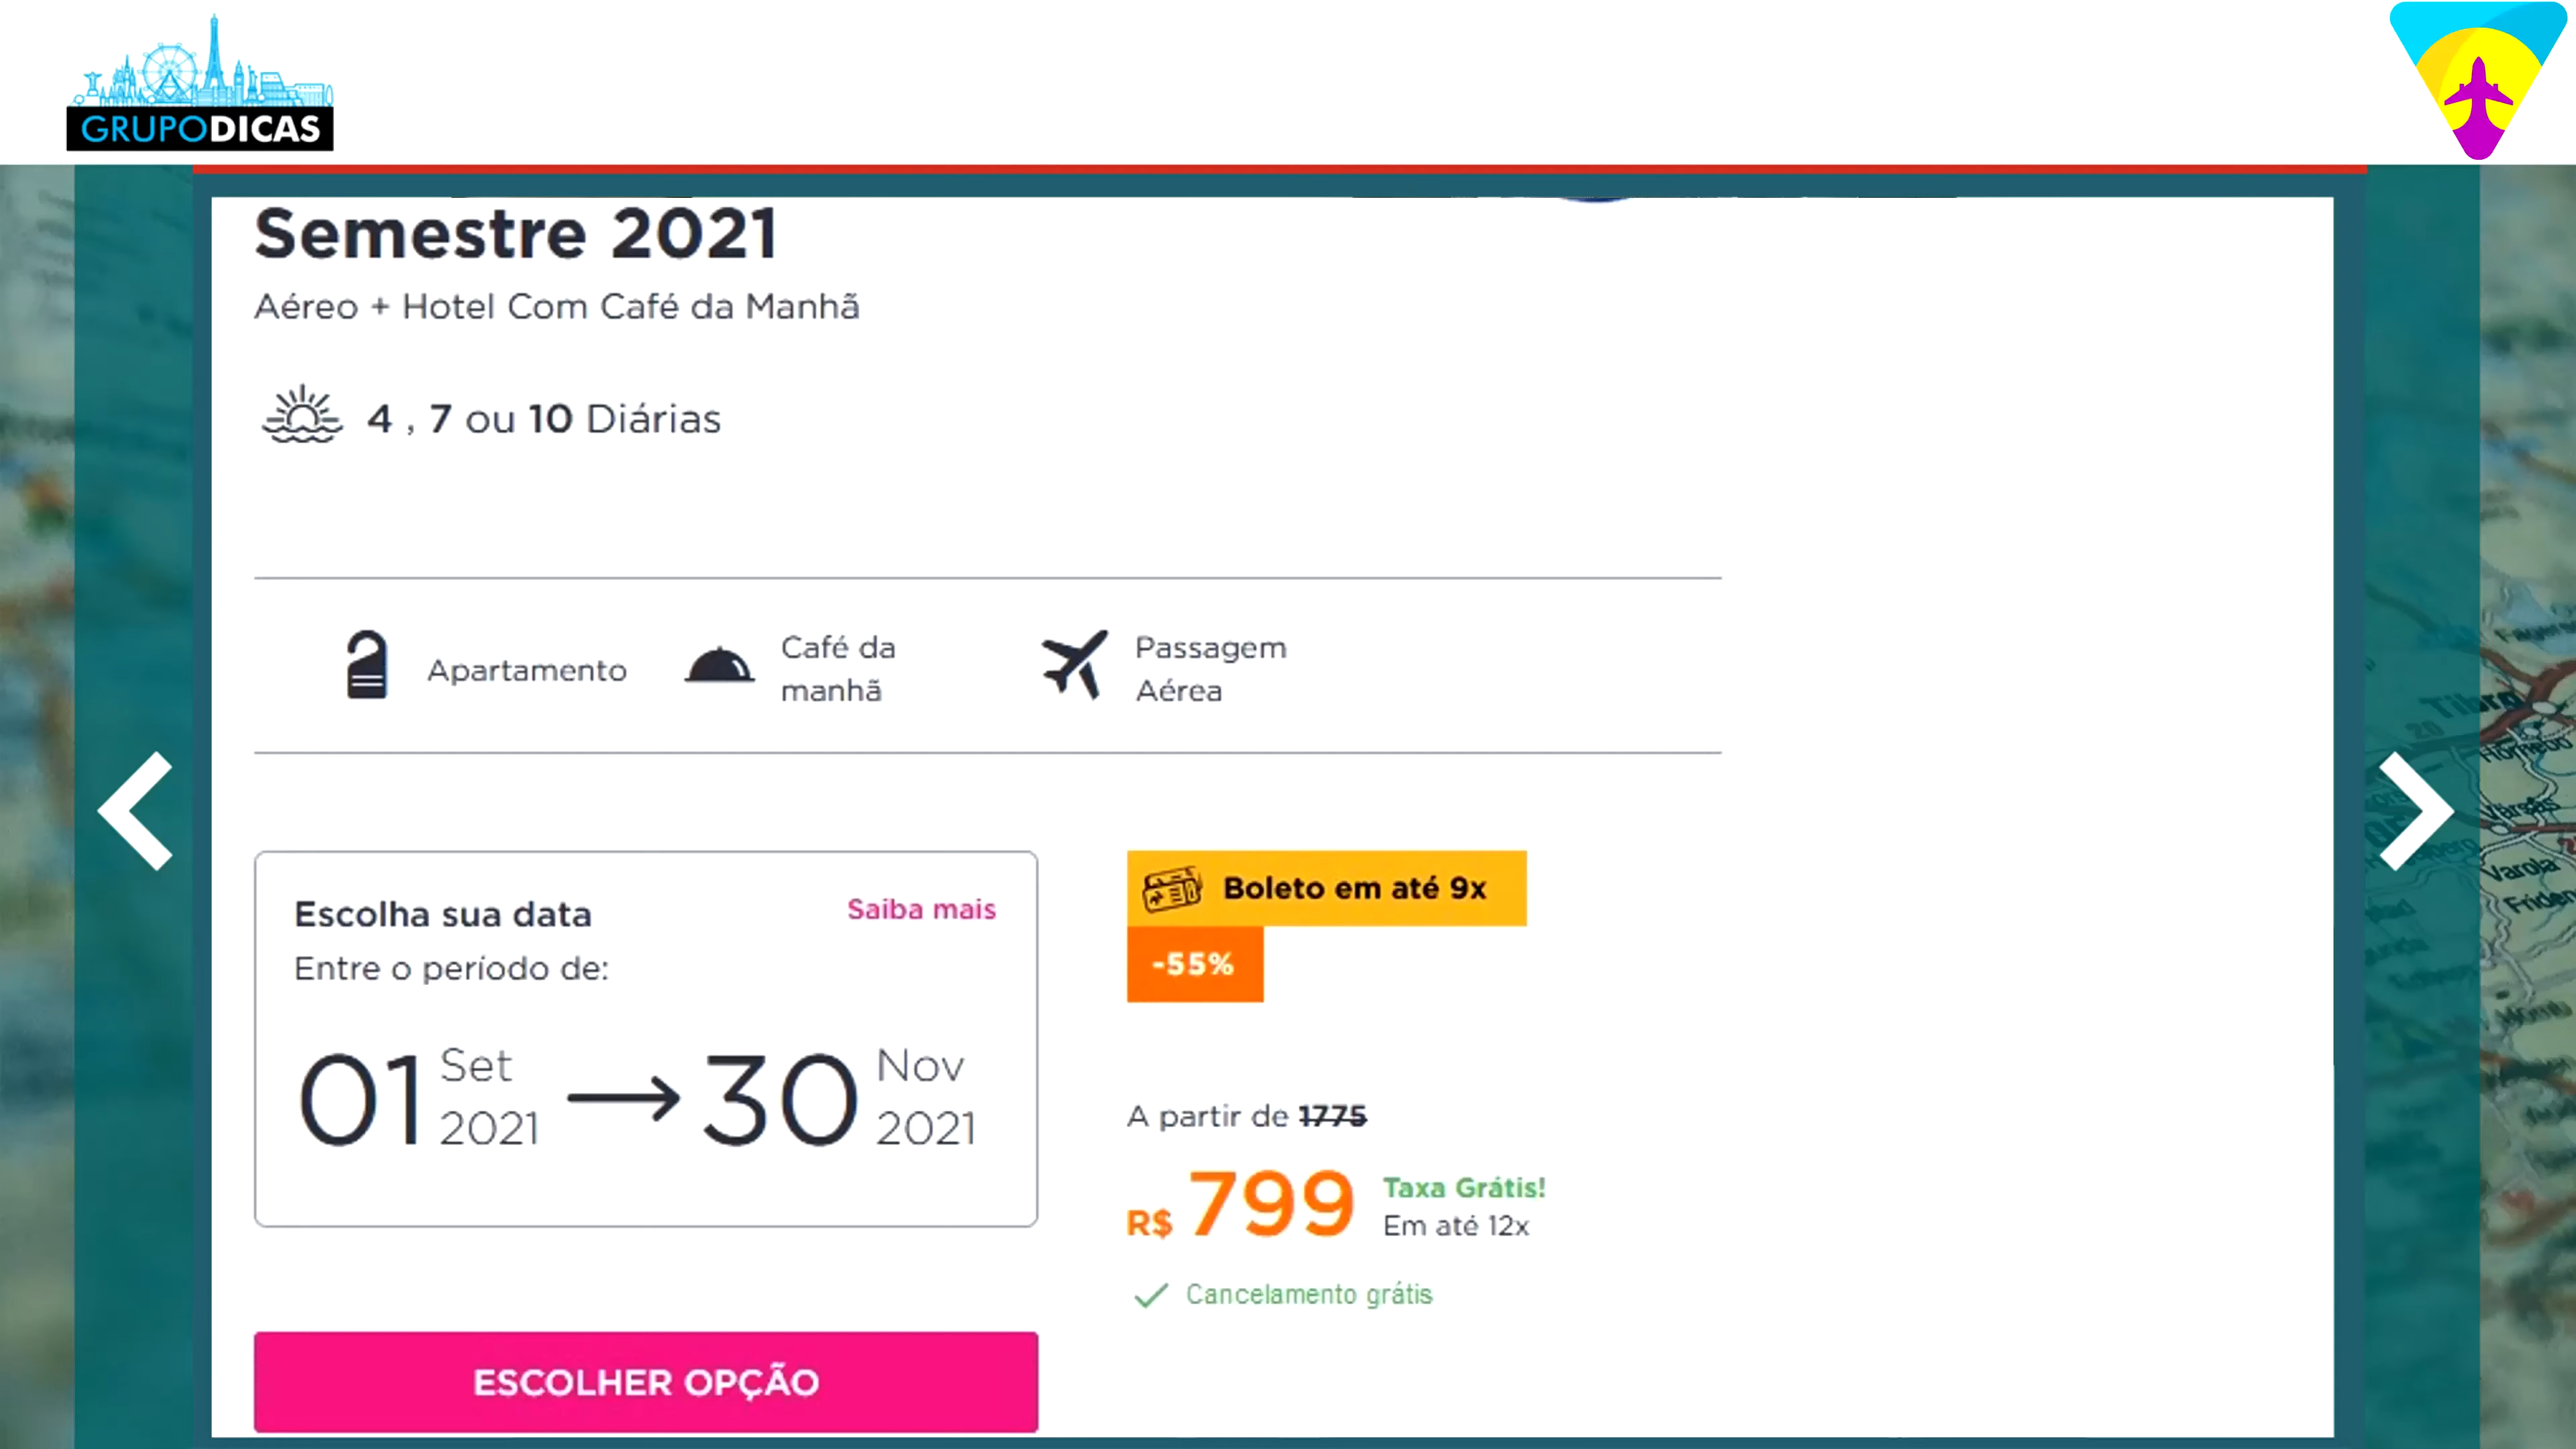 GRUPODICAS
Semestre 2021
Aéreo + Hotel Com Café da Manhã
4 , 7 ou 10 Diárias
Apartamento
Café da
manhã
Passagem
Aérea
Escolha sua data
Saiba mais
Entre o período de:
01 Set 2021 → 30 Nov 2021
Boleto em até 9x
-55%
A partir de 1775
R$ 799
Taxa Grátis!
Em até 12x
Cancelamento grátis
ESCOLHER OPÇÃO
Tibro
Varola